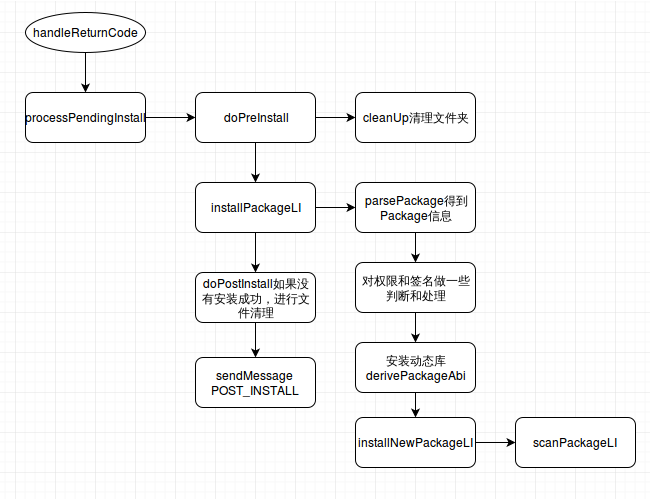 handleReturnCode
processPendingInstall
doPreInstall
cleanUp清理文件夹
installPackageLI
parsePackage得到
Package信息
doPostInstall如果没
有安装成功，进行文
件清理
对权限和签名做一些
判断和处理
sendMessage
POST_INSTALL
安装动态库
derivePackageAbi
installNewPackageLI
scanPackageLI